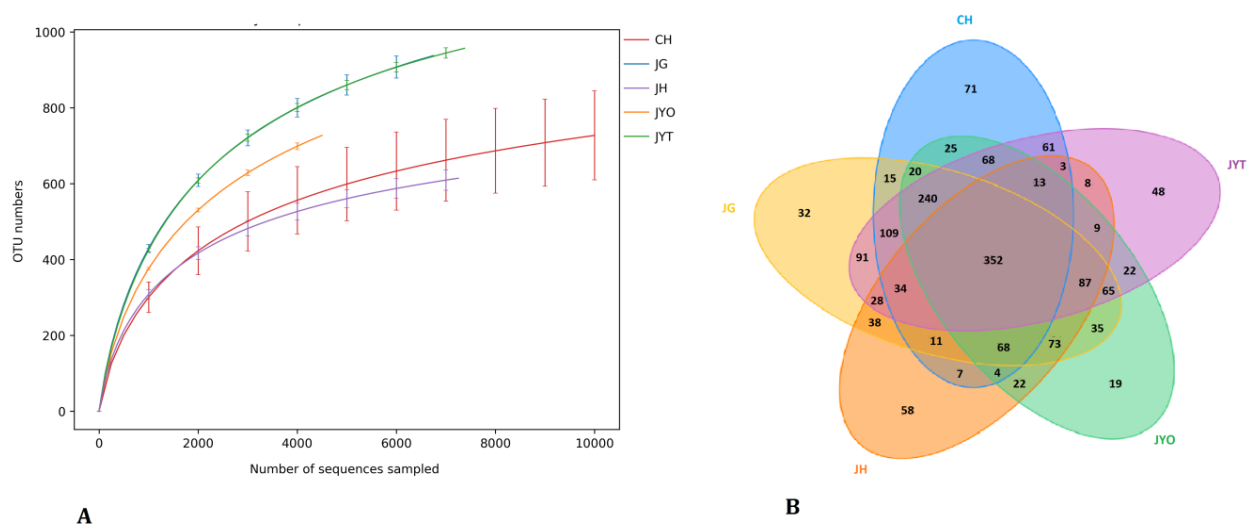 1000
800
600
400
200
0
OTU numbers
0 2000 4000 6000 8000 10000
Number of sequences sampled
CH
JG
JH
JYO
JYT
A
CH
71
JYT
25 68 61
3
15 20 13 8 48
JG
32 240
9
109
91 352 22
87 65
34
28
38 35
11 68 73
7 4 22 19
58
JYO
JH
B